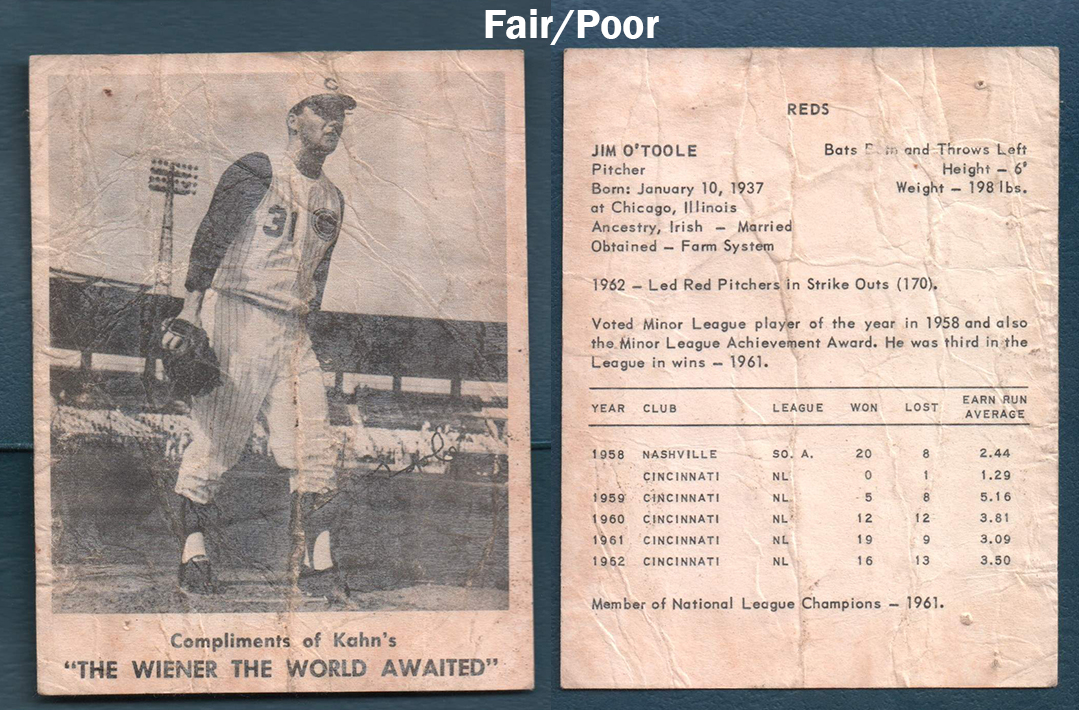 Fair/Poor
C
31
Compliments of Kahn's
"THE WIENER THE WORLD AWAITED"
REDS
JIM O'TOOLE Bats and Throws Left
Pitcher Height – 6'
Born: January 10, 1937 Weight – 198 lbs.
at Chicago, Illinois
Ancestry, Irish – Married
Obtained – Farm System
1962 – Led Red Pitchers in Strike Outs (170).
Voted Minor League player of the year in 1958 and also
the Minor League Achievement Award. He was third in the
League in wins – 1961.
YEAR CLUB LEAGUE WON LOST EARN RUN AVERAGE
1958 NASHVILLE SO. A. 20 8 2.44
CINCINNATI NL 0 1 1.29
1959 CINCINNATI NL 5 8 5.16
1960 CINCINNATI NL 12 12 3.81
1961 CINCINNATI NL 19 9 3.09
1962 CINCINNATI NL 16 13 3.50
Member of National League Champions – 1961.